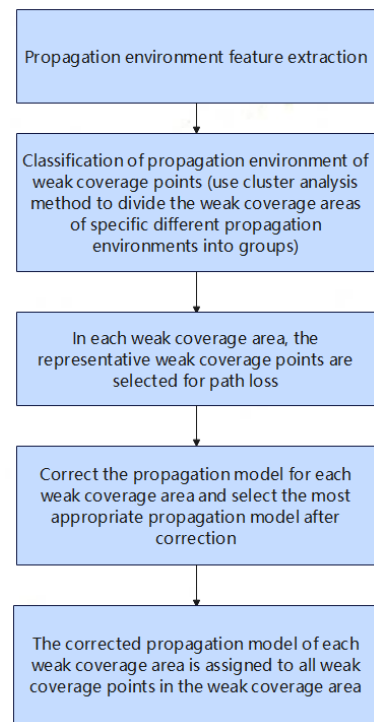 Propagation environment feature extraction
Classification of propagation environment of
weak coverage points (use cluster analysis
method to divide the weak coverage areas
of specific different propagation
environments into groups)
In each weak coverage area, the
representative weak coverage points are
selected for path loss
Correct the propagation model for each
weak coverage area and select the most
appropriate propagation model after
correction
The corrected propagation model of each
weak coverage area is assigned to all weak
coverage points in the weak coverage area